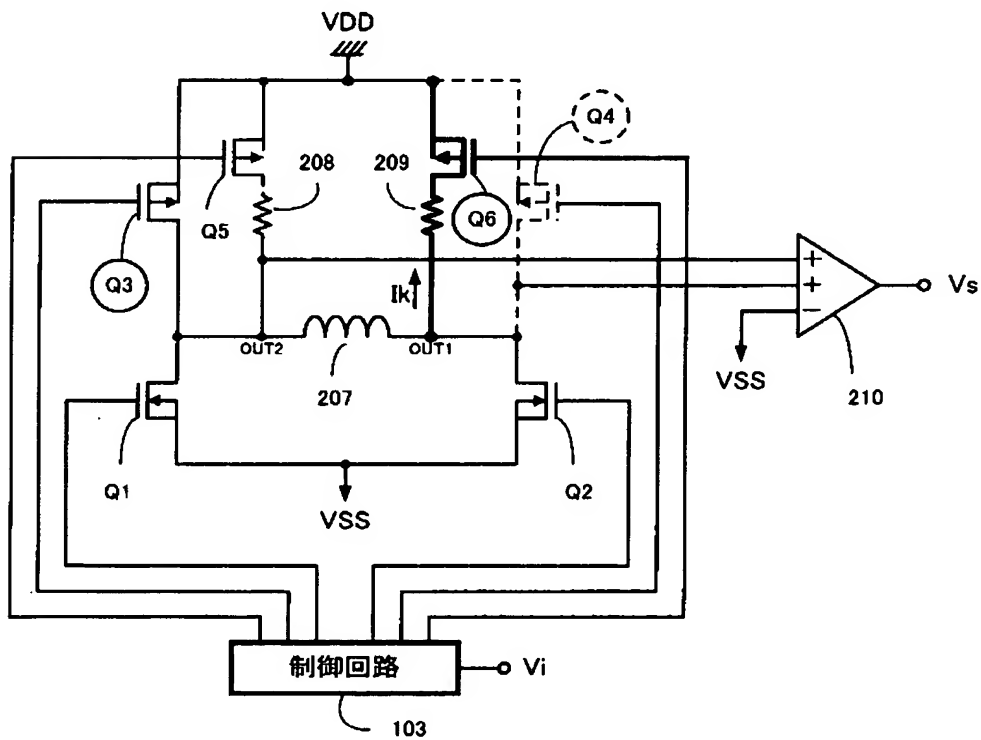 VDD
Q4
208
209
Q5
Q6
Q3
Ik
Vs
OUT2
OUT1
VSS
207
210
Q1
Q2
VSS
制御回路
Vi
103